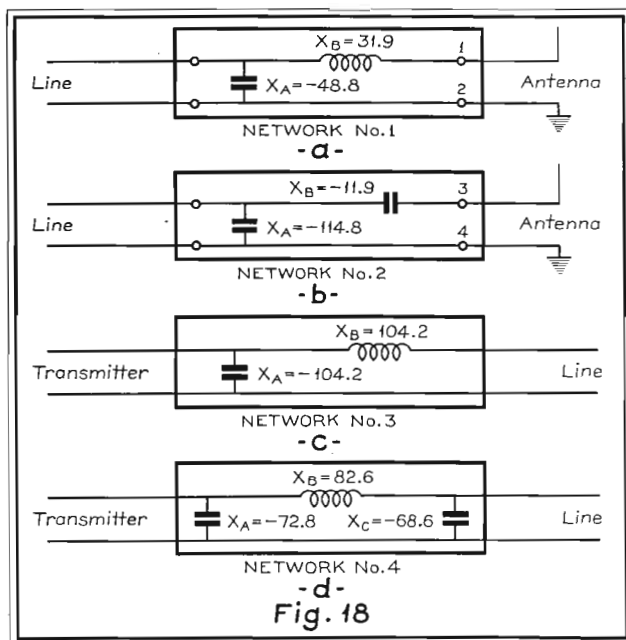 X_B=31.9
1
Line
X_A=-48.8
Antenna
2
NETWORK No.1
-a-
X_B=-11.9
3
Line
X_A=-114.8
Antenna
4
NETWORK No.2
-b-
X_B=104.2
Transmitter
X_A=-104.2
Line
NETWORK No.3
-c-
X_B=82.6
Transmitter
X_A=-72.8
X_C=-68.6
Line
NETWORK No.4
-d-
Fig. 18